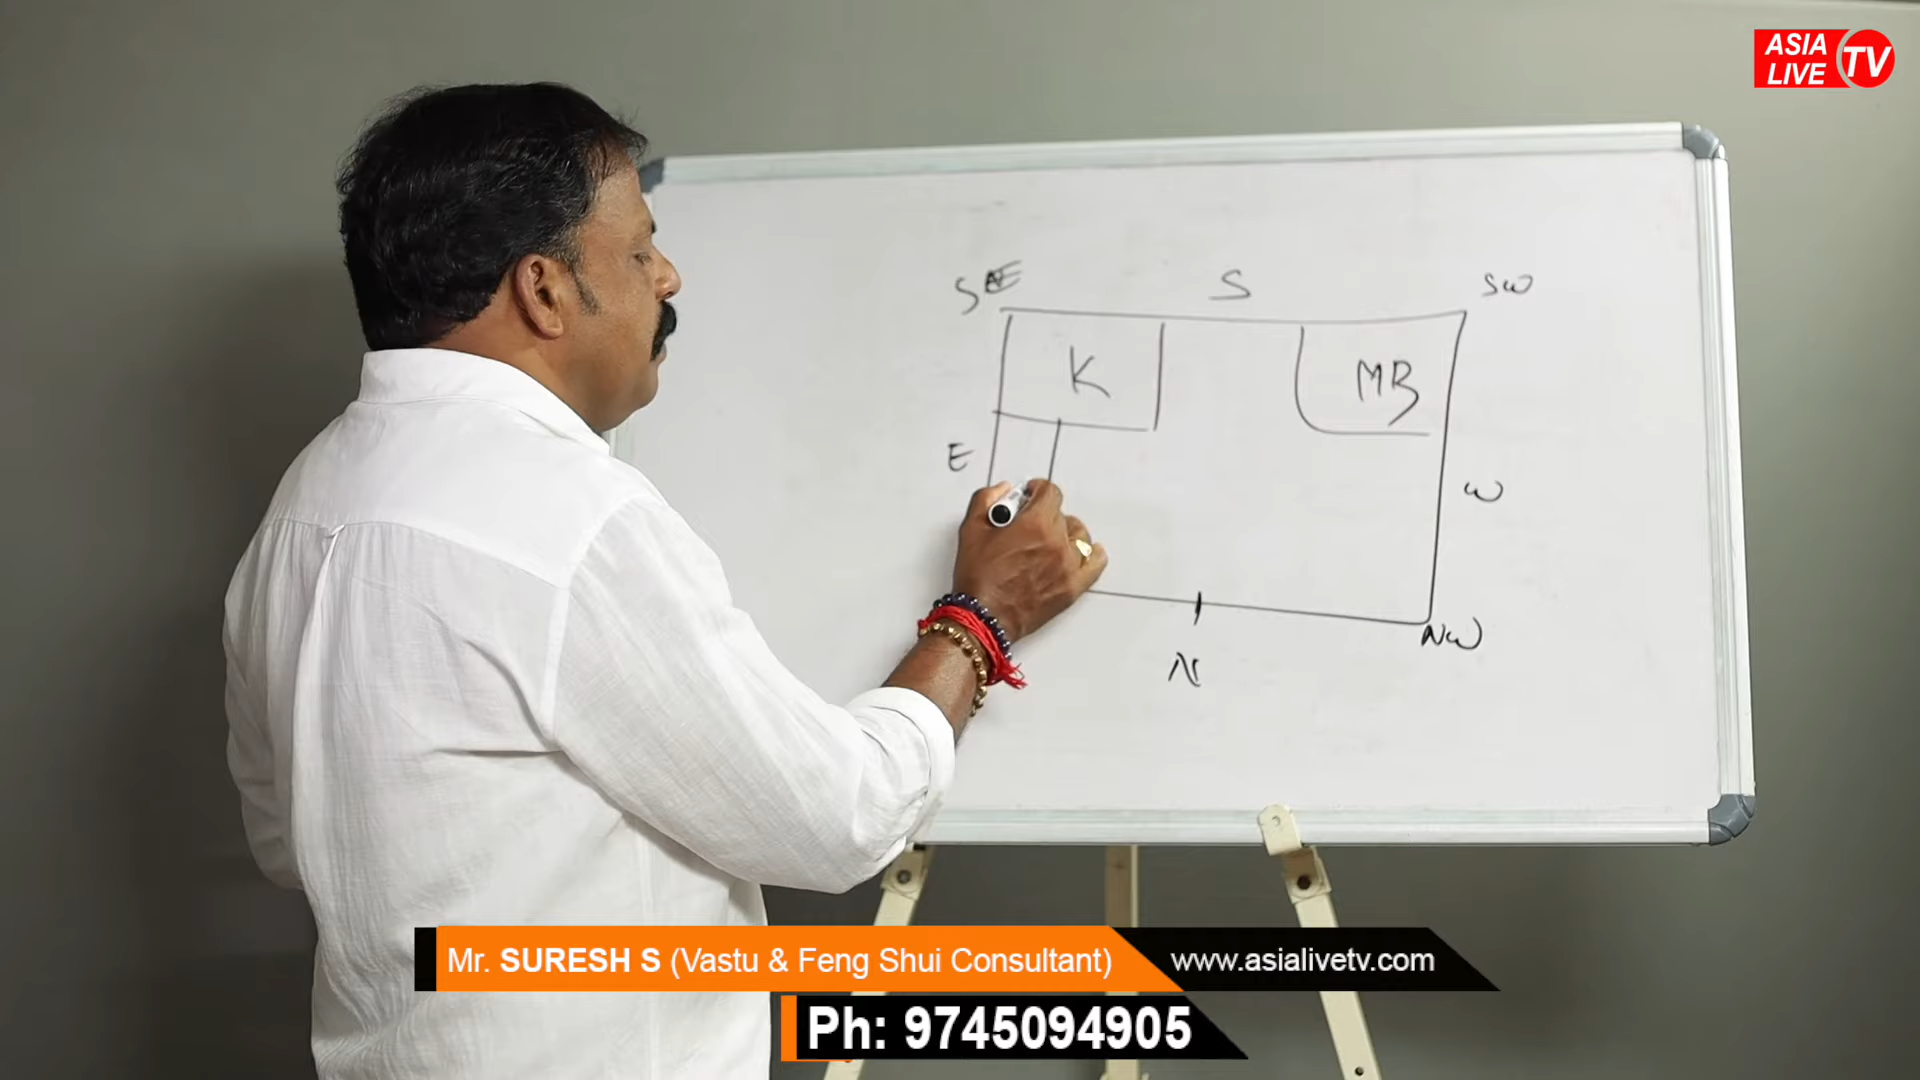 ASIA
LIVE TV
SE S SW
K MB
E
W
NW
N
Mr. SURESH S (Vastu & Feng Shui Consultant) www.asialivetv.com
Ph: 9745094905